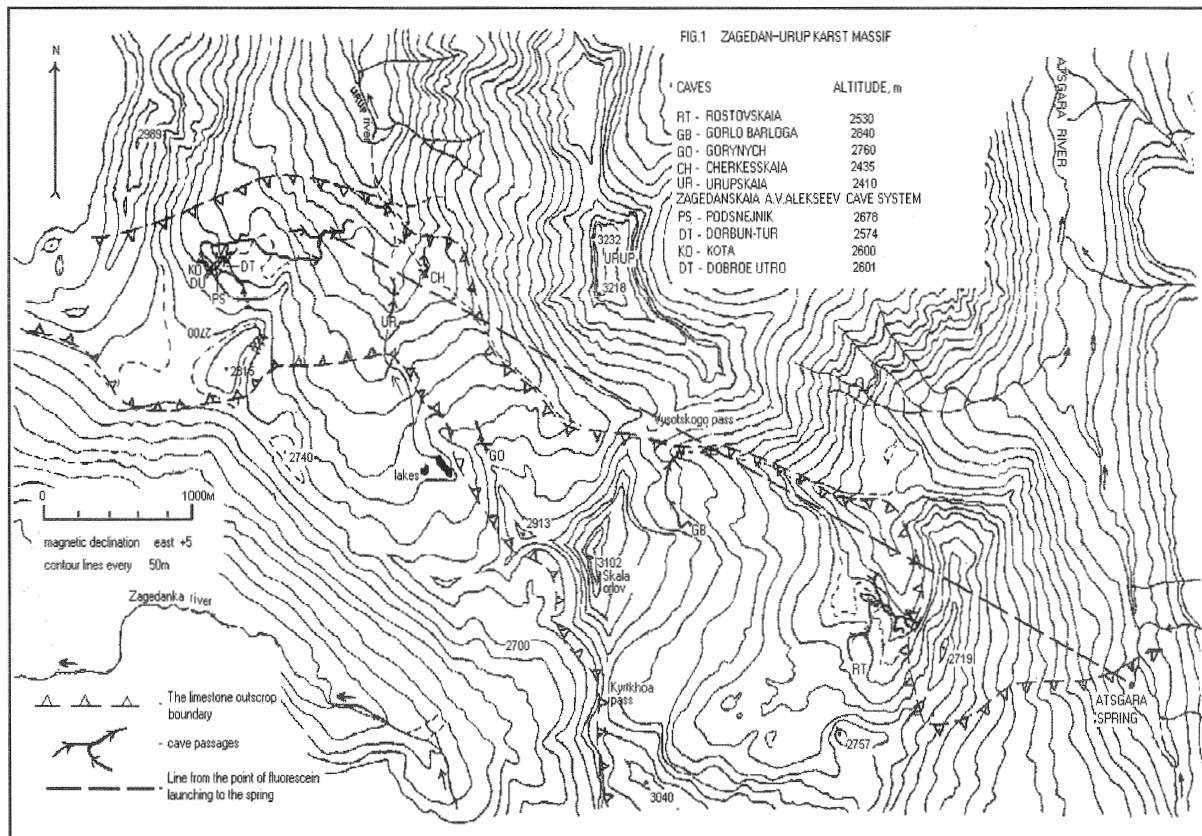 FIG.1 ZAGEDAN-URUP KARST MASSIF
CAVES ALTITUDE, m
RT - ROSTOVSKAIA 2530
GB - GORLO BARLOGA 2840
GO - GORYNYCH 2760
CH - CHERKESSKAIA 2435
UR - URUPSKAIA 2410
ZAGEDANSKAIA A.V.ALEKSEEV CAVE SYSTEM
PS - PODSNEJNIK 2678
DT - DORBUN-TUR 2574
KO - KOTA 2600
DT - DOBROE UTRO 2601
N
URUP RIVER
ATSGARA RIVER
2989
3232
URUP
3218
KO
DT
DU
PS
CH
UR
2700
2815
Vysotskogo pass
GO
2740
lakes
GB
2913
3102
Skala
orlov
0 1000M
magnetic declination east +5
contour lines every 50m
Zagedanka river
2700
RT
2719
Kyrtkhoa
pass
ATSGARA
SPRING
2757
3040
The limestone outscrop
boundary
- cave passages
Line from the point of fluorescein
launching to the spring